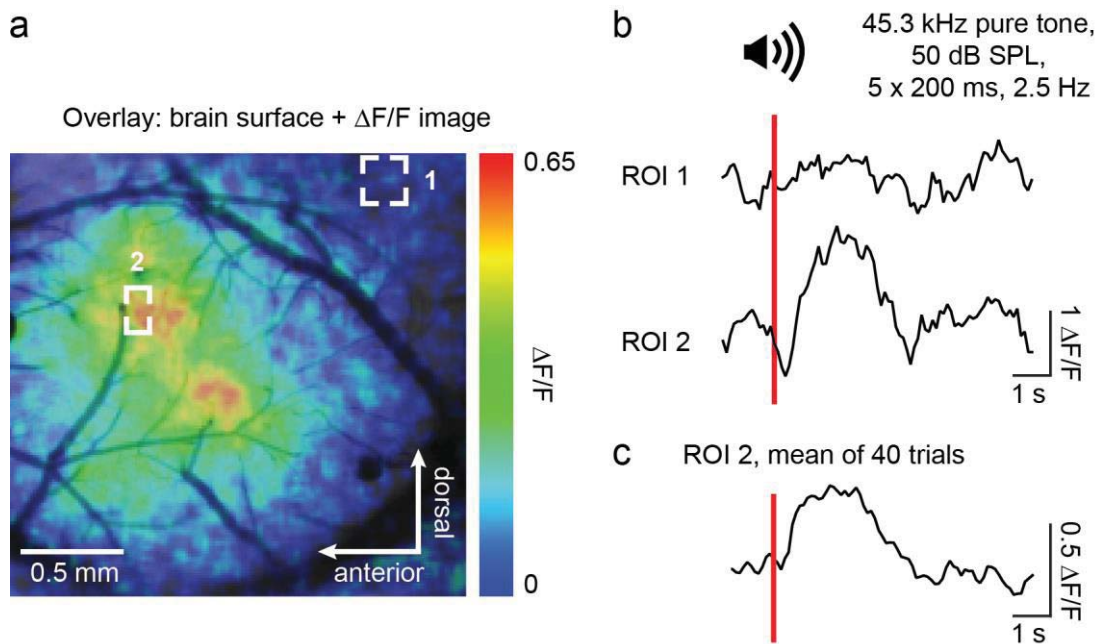 a
Overlay: brain surface + ΔF/F image
1
2
0.5 mm
anterior
dorsal
0.65
ΔF/F
0
b
45.3 kHz pure tone,
50 dB SPL,
5 x 200 ms, 2.5 Hz
ROI 1
ROI 2
1 ΔF/F
1 s
c
ROI 2, mean of 40 trials
0.5 ΔF/F
1 s